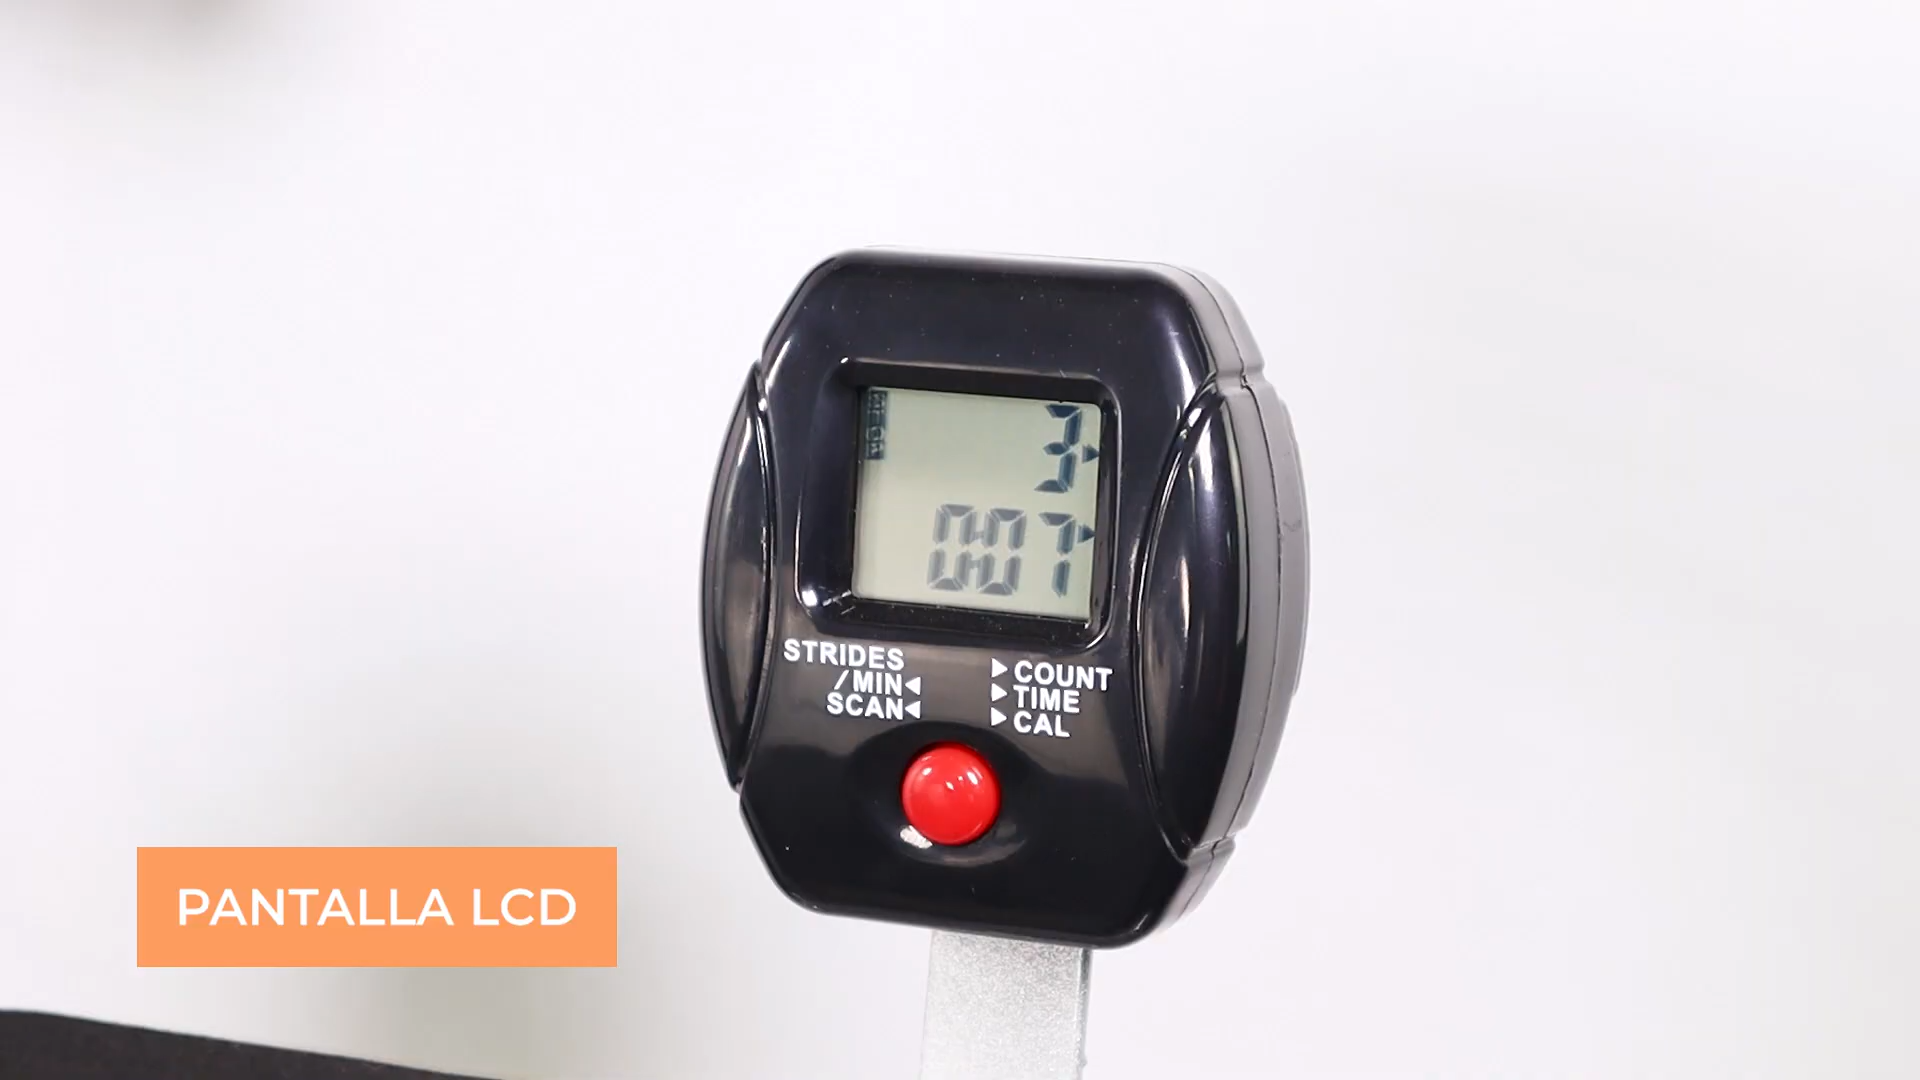 3
0:07
STRIDES
/MIN◀
SCAN◀
▶COUNT
▶TIME
▶CAL
PANTALLA LCD